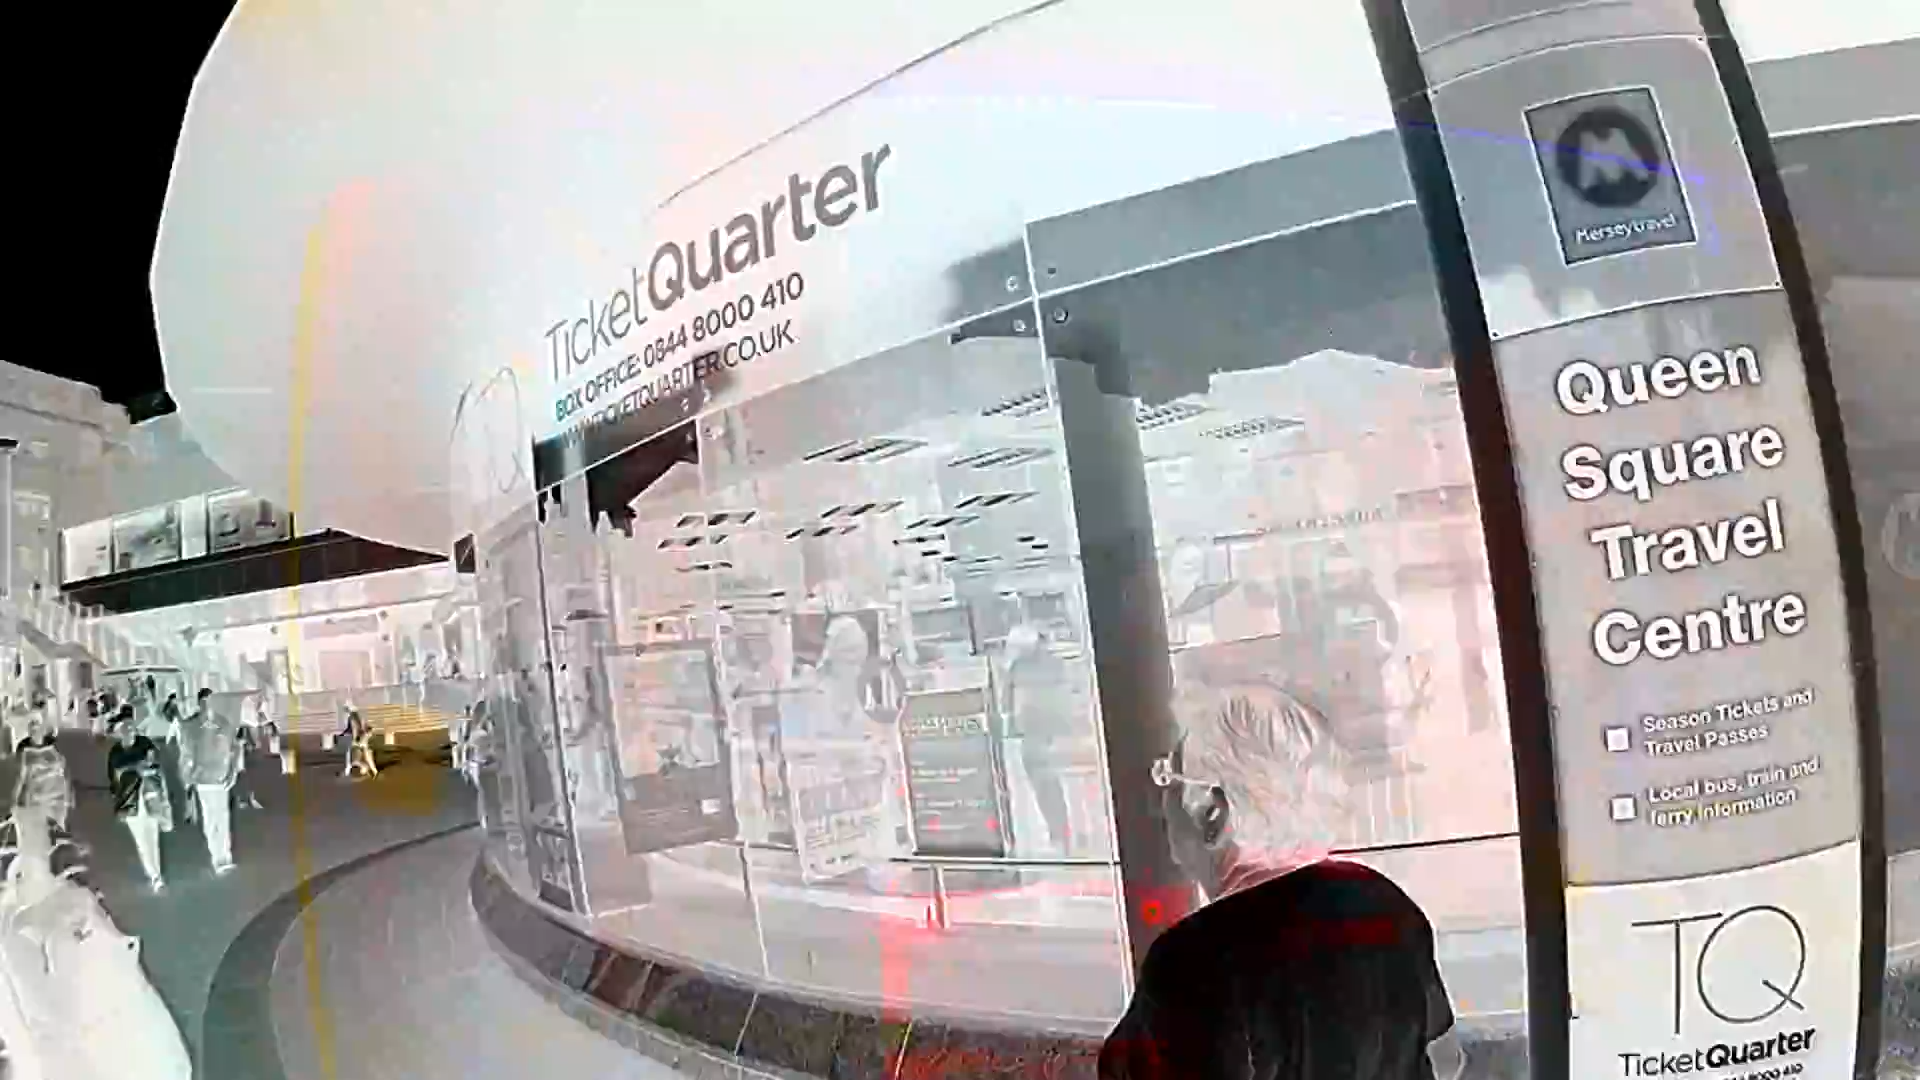 TicketQuarter
BOX OFFICE: 0844 8000 410
WWW.TICKETQUARTER.CO.UK
Merseytravel
Queen
Square
Travel
Centre
Season Tickets and
Travel Passes
Local bus, train and
ferry information
TQ
TicketQuarter